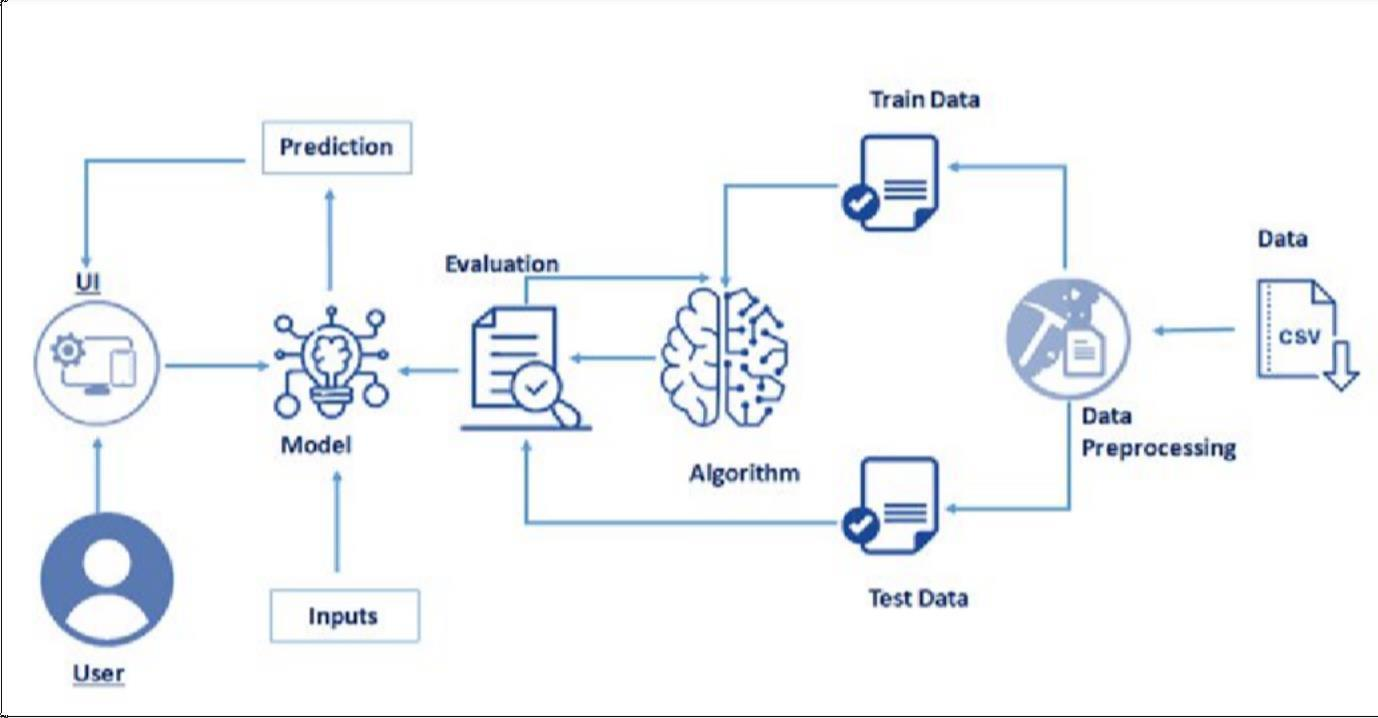 Train Data
Prediction
Data
Evaluation
UI
CSV
Data
Preprocessing
Model
Algorithm
Inputs
Test Data
User